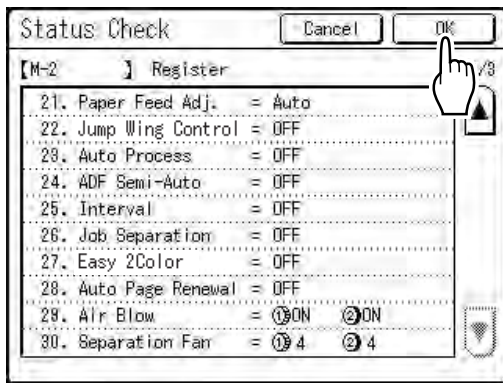 Status Check Cancel OK
[M-2 ] Register /3
21. Paper Feed Adj. = Auto
22. Jump Wing Control = OFF
23. Auto Process = OFF
24. ADF Semi-Auto = OFF
25. Interval = OFF
26. Job Separation = OFF
27. Easy 2Color = OFF
28. Auto Page Renewal = OFF
29. Air Blow = ①ON ②ON
30. Separation Fan = ① 4 ② 4